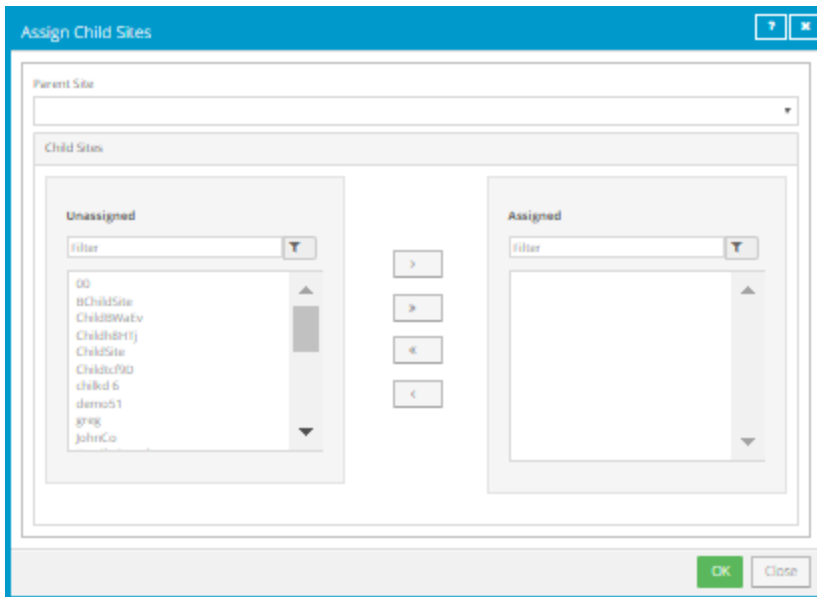 Assign Child Sites
?
Parent Site
Child Sites
Unassigned
Filter
00
BChildSite
ChildBWaEv
ChildhBHTj
ChildSite
Childtcf9D
chilkd 6
demo51
greg
JohnCo
>
»
«
<
Assigned
Filter
OK
Close